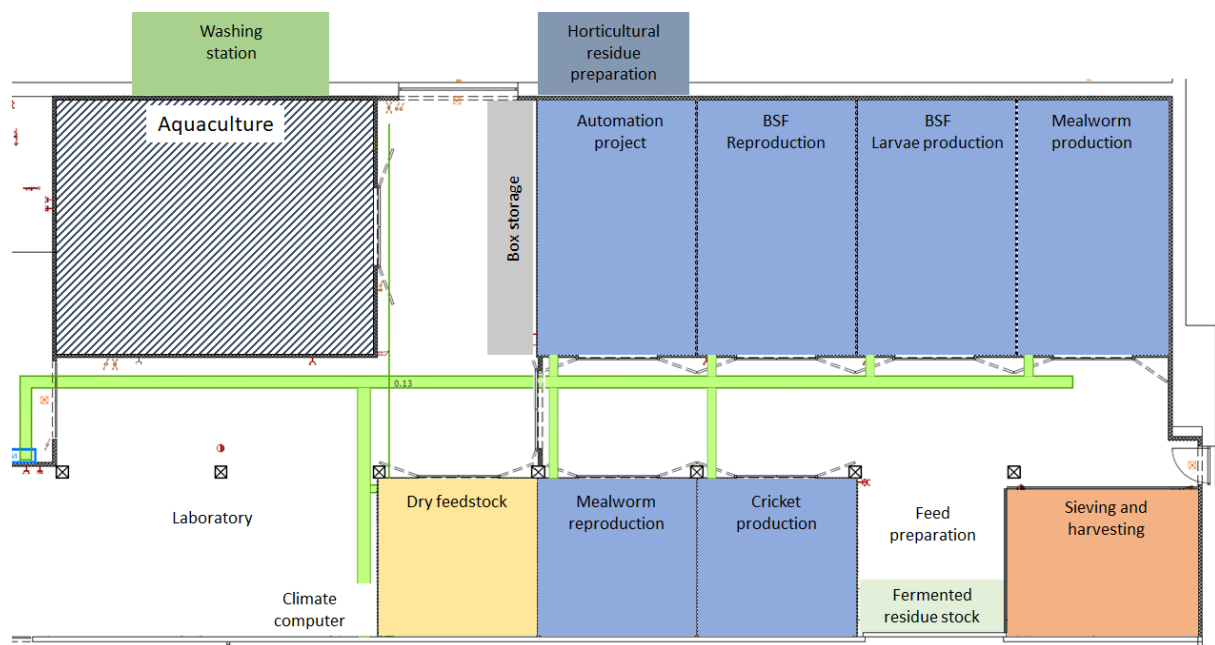 Washing
station
Horticultural
residue
preparation
Aquaculture
Box storage
Automation
project
BSF
Reproduction
BSF
Larvae production
Mealworm
production
0.13
Laboratory
Climate
computer
Dry feedstock
Mealworm
reproduction
Cricket
production
Feed
preparation
Fermented
residue stock
Sieving and
harvesting